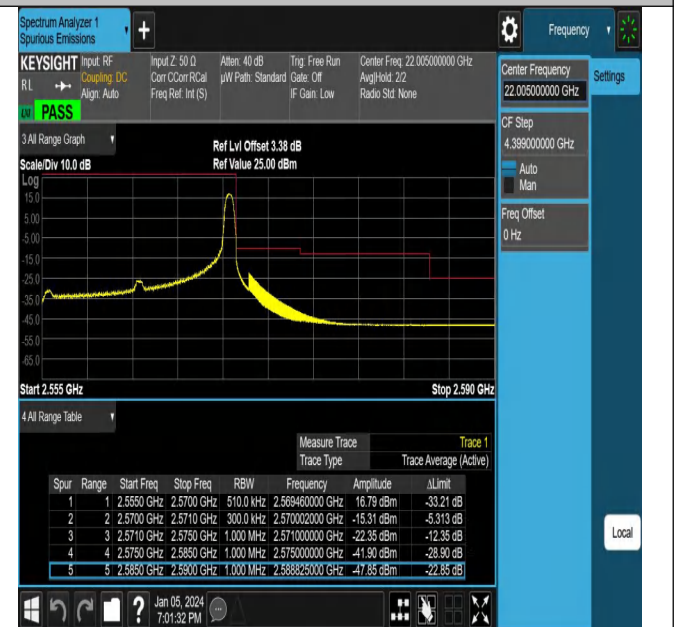 Spectrum Analyzer 1
Spurious Emissions
+
Frequency
KEYSIGHT Input: RF Input Z: 50 Ω Atten: 40 dB Trig: Free Run Center Freq: 22.005000000 GHz
RL Coupling: DC Corr CCorr RCal µW Path: Standard Gate: Off Avg|Hold: 2/2
Align: Auto Freq Ref: Int (S) IF Gain: Low Radio Std: None
PASS
Center Frequency
22.005000000 GHz
Settings
CF Step
4.399000000 GHz
Auto
Man
Freq Offset
0 Hz
3 All Range Graph
Ref Lvl Offset 3.38 dB
Scale/Div 10.0 dB Ref Value 25.00 dBm
Log
15.0
5.00
-5.00
-15.0
-25.0
-35.0
-45.0
-55.0
-65.0
Start 2.555 GHz Stop 2.590 GHz
4 All Range Table
Measure Trace Trace 1
Trace Type Trace Average (Active)
Spur Range Start Freq Stop Freq RBW Frequency Amplitude ΔLimit
1 1 2.5550 GHz 2.5700 GHz 510.0 kHz 2.569460000 GHz 16.79 dBm -33.21 dB
2 2 2.5700 GHz 2.5710 GHz 300.0 kHz 2.570002000 GHz -15.31 dBm -5.313 dB
3 3 2.5710 GHz 2.5750 GHz 1.000 MHz 2.571000000 GHz -22.35 dBm -12.35 dB
4 4 2.5750 GHz 2.5850 GHz 1.000 MHz 2.575000000 GHz -41.90 dBm -28.90 dB
5 5 2.5850 GHz 2.5900 GHz 1.000 MHz 2.588825000 GHz -47.85 dBm -22.85 dB
Local
? Jan 05, 2024
7:01:32 PM